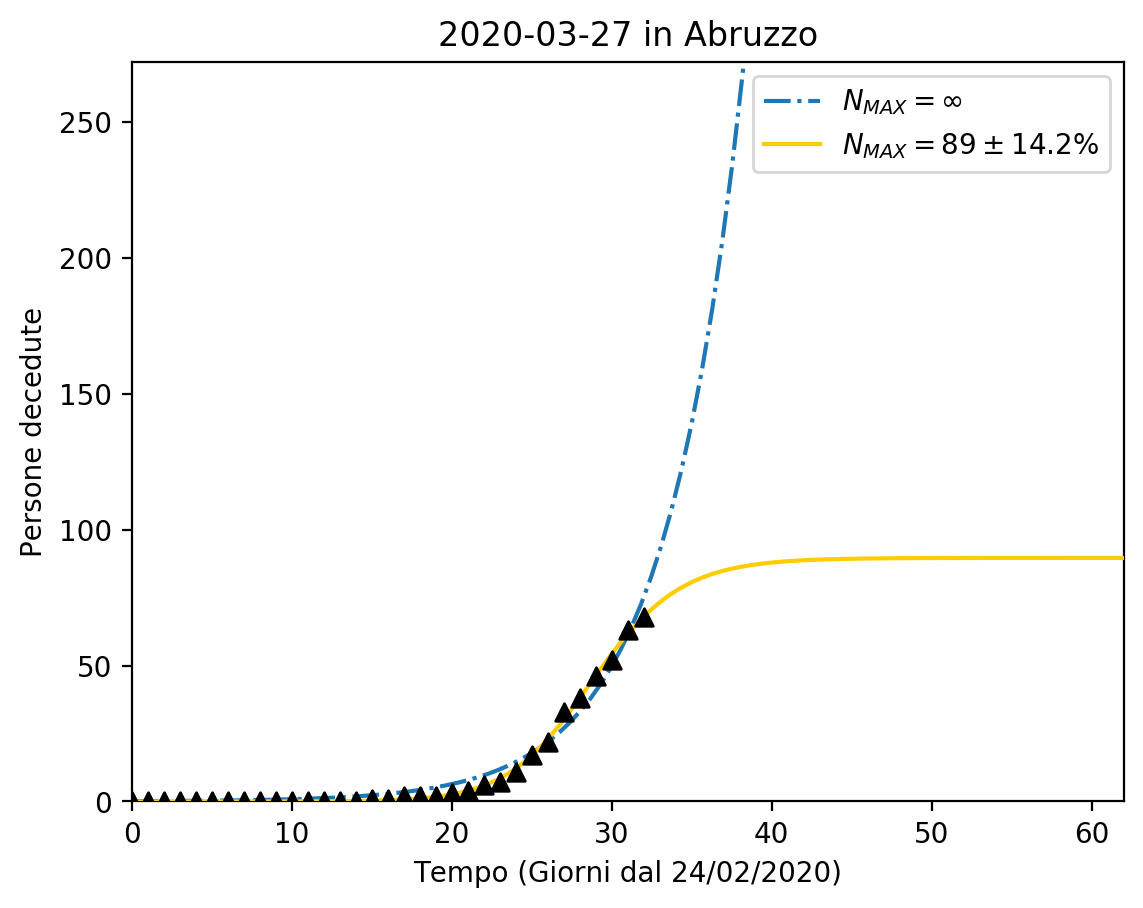 2020-03-27 in Abruzzo
N_MAX = ∞
N_MAX = 89 ± 14.2%
Persone decedute
250
200
150
100
50
0
0 10 20 30 40 50 60
Tempo (Giorni dal 24/02/2020)